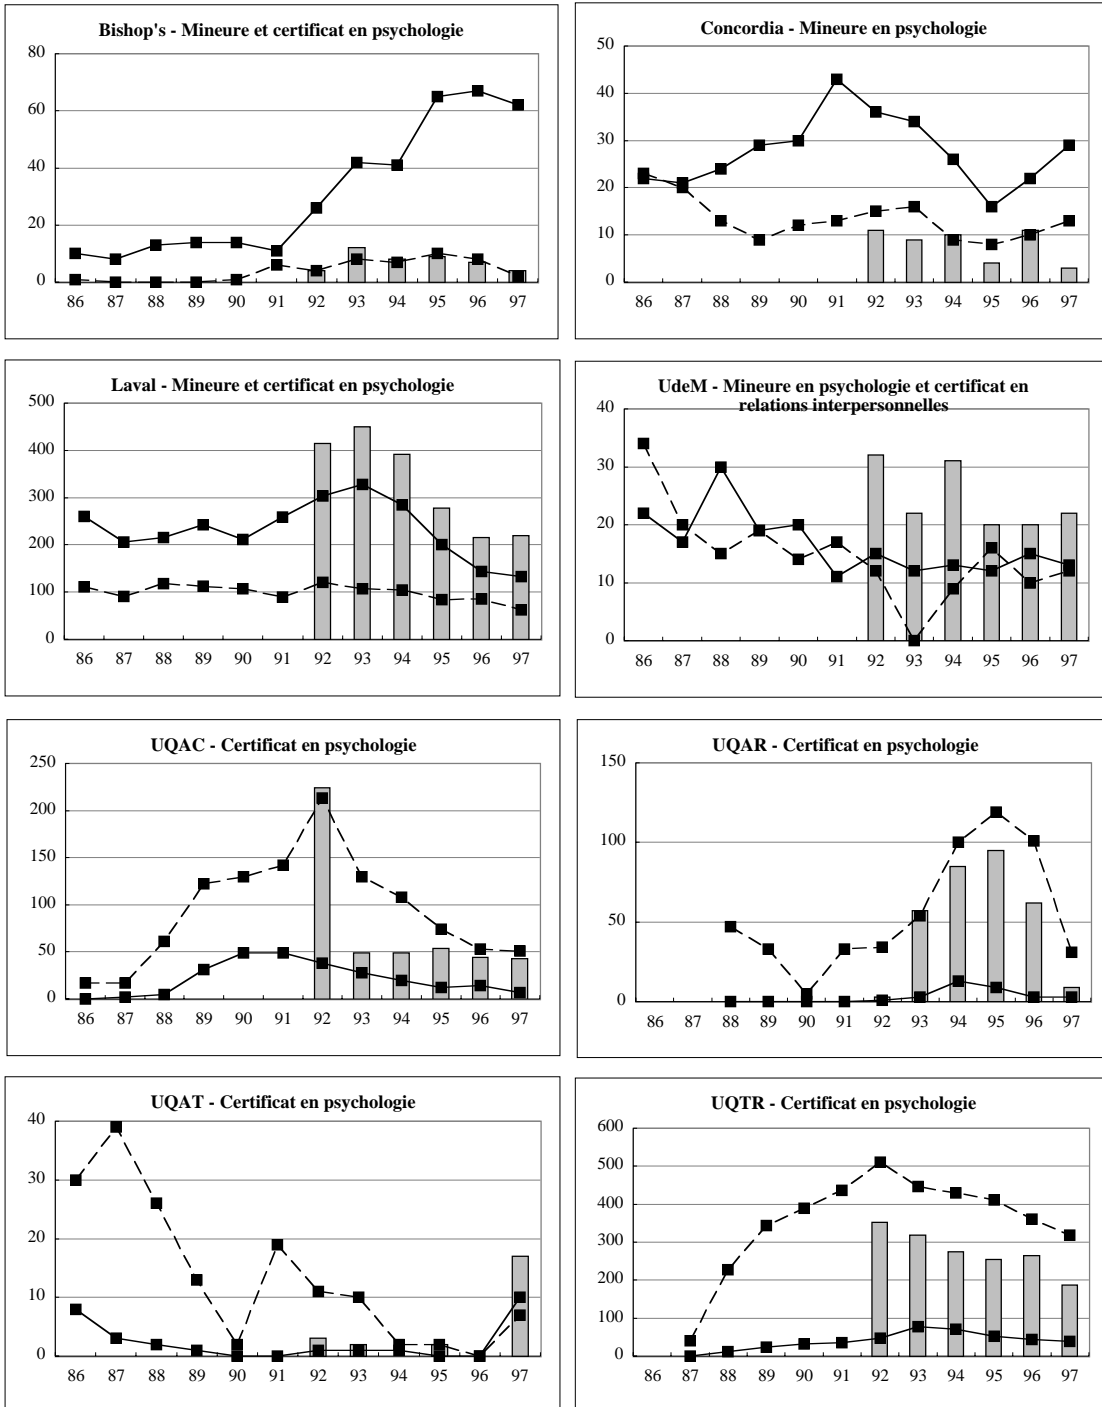 Bishop's - Mineure et certificat en psychologie
80
60
40
20
0
86 87 88 89 90 91 92 93 94 95 96 97
Concordia - Mineure en psychologie
50
40
30
20
10
0
86 87 88 89 90 91 92 93 94 95 96 97
Laval - Mineure et certificat en psychologie
500
400
300
200
100
0
86 87 88 89 90 91 92 93 94 95 96 97
UdeM - Mineure en psychologie et certificat en
relations interpersonnelles
40
30
20
10
0
86 87 88 89 90 91 92 93 94 95 96 97
UQAC - Certificat en psychologie
250
200
150
100
50
0
86 87 88 89 90 91 92 93 94 95 96 97
UQAR - Certificat en psychologie
150
100
50
0
86 87 88 89 90 91 92 93 94 95 96 97
UQAT - Certificat en psychologie
40
30
20
10
0
86 87 88 89 90 91 92 93 94 95 96 97
UQTR - Certificat en psychologie
600
500
400
300
200
100
0
86 87 88 89 90 91 92 93 94 95 96 97